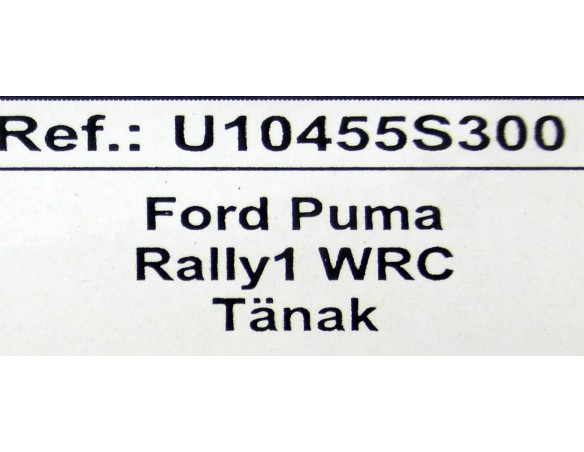 Ref.: U10455S300
Ford Puma
Rally1 WRC
Tänak